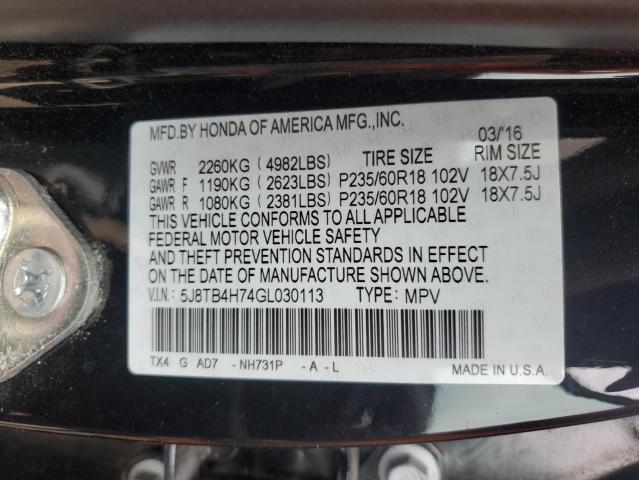 MFD.BY HONDA OF AMERICA MFG.,INC.
03/'16
GVWR 2260KG (4982LBS) TIRE SIZE RIM SIZE
GAWR F 1190KG (2623LBS) P235/60R18 102V 18X7.5J
GAWR R 1080KG (2381LBS) P235/60R18 102V 18X7.5J
THIS VEHICLE CONFORMS TO ALL APPLICABLE
FEDERAL MOTOR VEHICLE SAFETY
AND THEFT PREVENTION STANDARDS IN EFFECT
ON THE DATE OF MANUFACTURE SHOWN ABOVE.
V.I.N.: 5J8TB4H74GL030113 TYPE: MPV
TX4 G AD7 -NH731P -A-L MADE IN U.S.A.